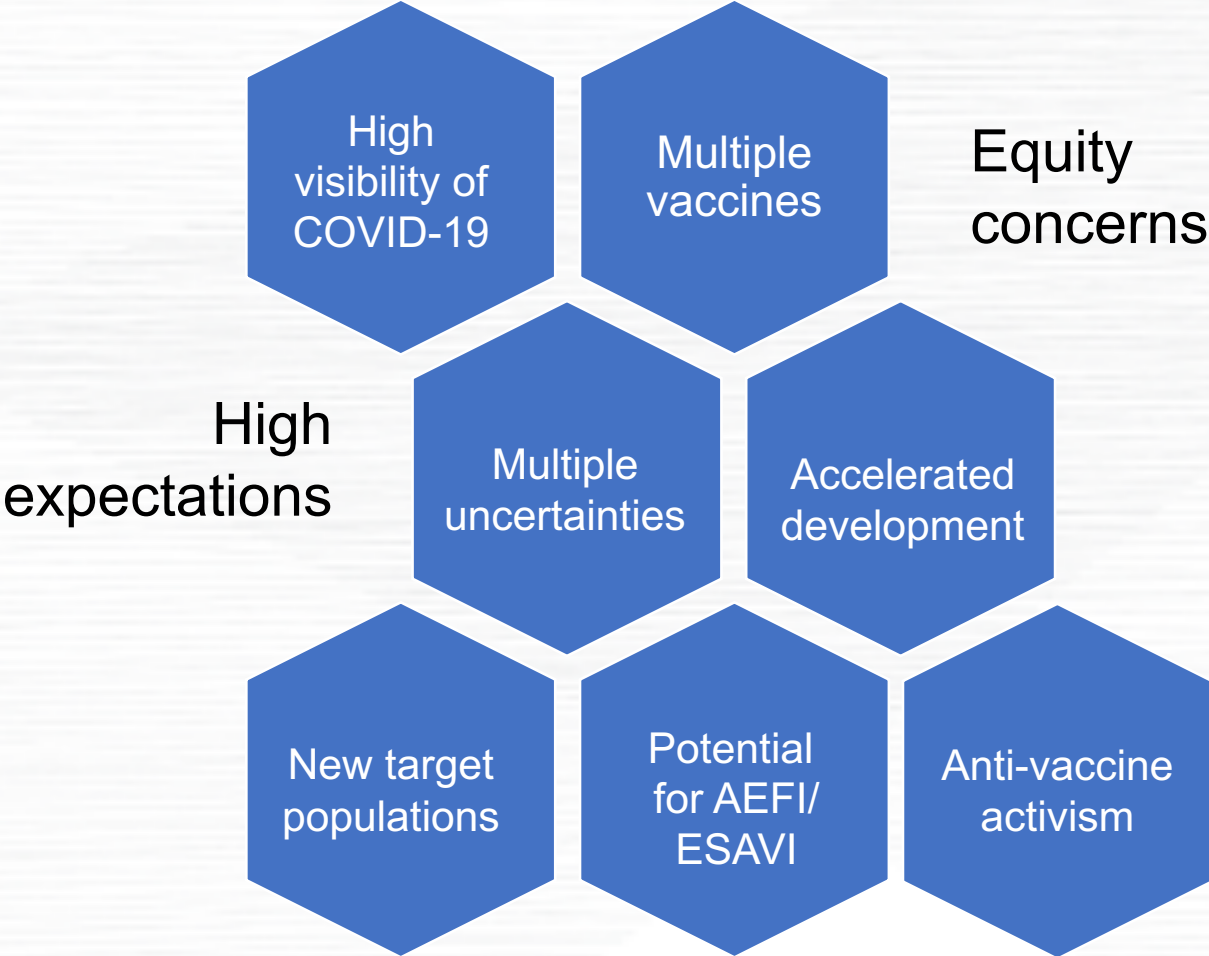 High
visibility of
COVID-19
Multiple
vaccines
Equity
concerns
High
expectations
Multiple
uncertainties
Accelerated
development
New target
populations
Potential
for AEFI/
ESAVI
Anti-vaccine
activism